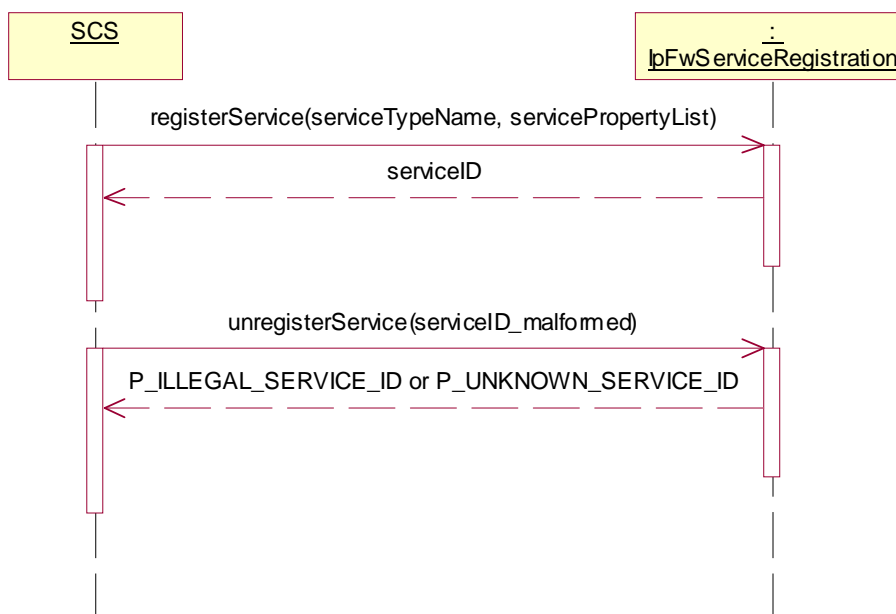 SCS
:
IpFwServiceRegistration
registerService(serviceTypeName, servicePropertyList)
serviceID
unregisterService(serviceID_malformed)
P_ILLEGAL_SERVICE_ID or P_UNKNOWN_SERVICE_ID